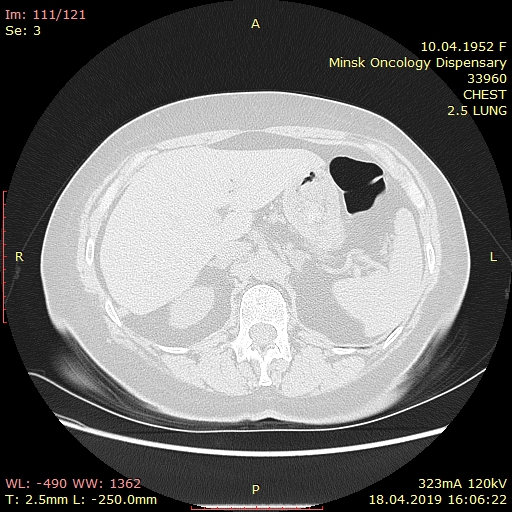 Im: 111/121
Se: 3
A
10.04.1952 F
Minsk Oncology Dispensary
33960
CHEST
2.5 LUNG
R
L
WL: -490 WW: 1362
T: 2.5mm L: -250.0mm
P
323mA 120kV
18.04.2019 16:06:22